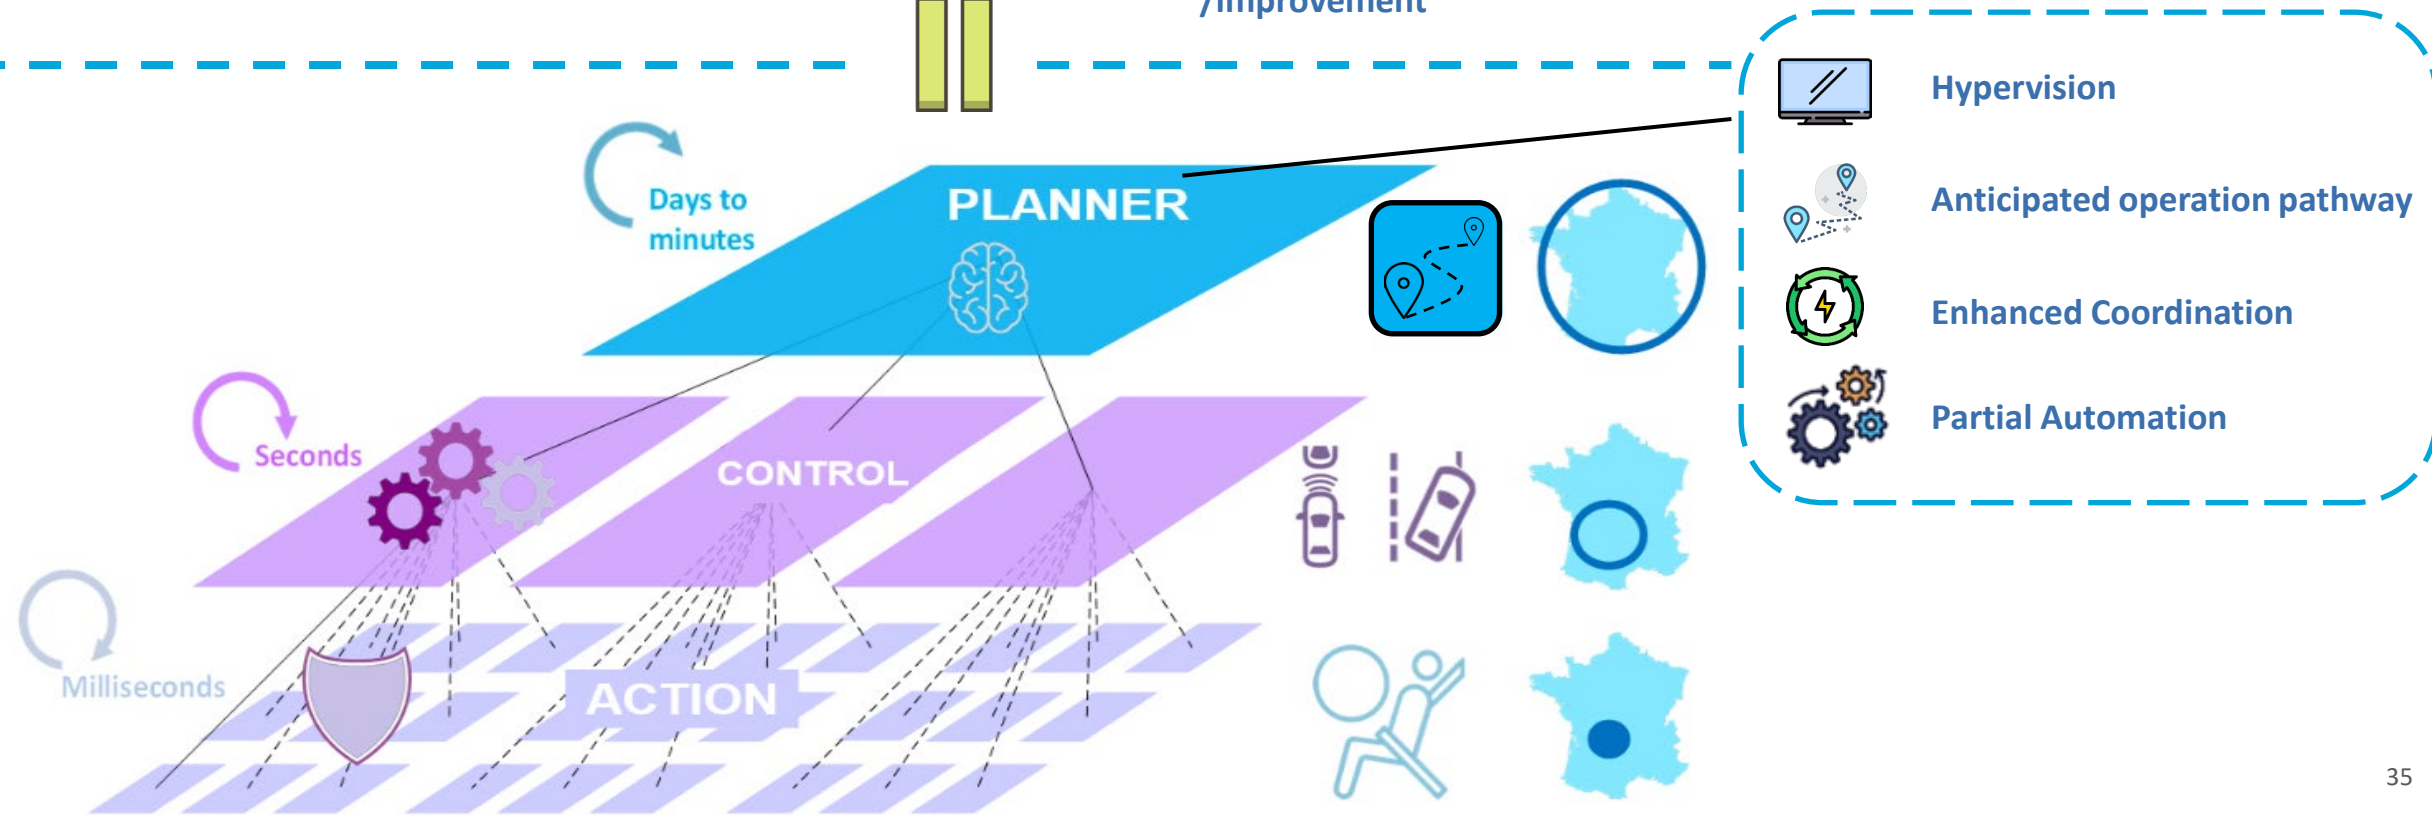 /improvement
Hypervision
Anticipated operation pathway
Enhanced Coordination
Partial Automation
Days to
minutes
PLANNER
Seconds
CONTROL
Milliseconds
ACTION
35